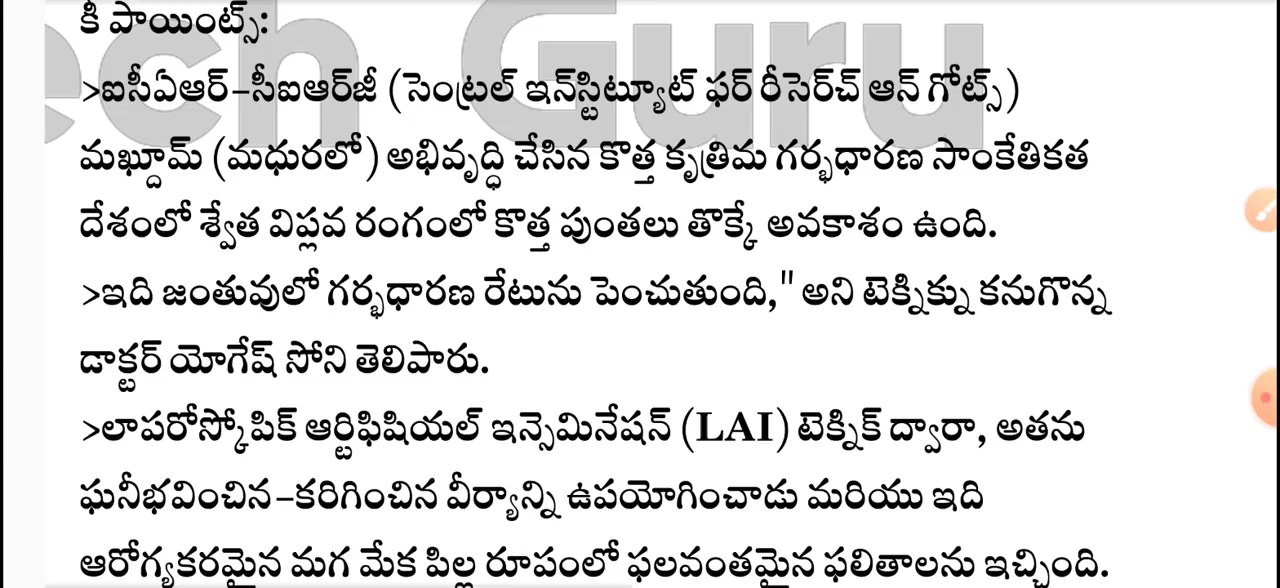 కీ పాయింట్స్:
>ఐసీఏఆర్-సీఐఆర్‌జీ (సెంట్రల్ ఇన్‌స్టిట్యూట్ ఫర్ రీసెర్చ్ ఆన్ గోట్స్)
మఖ్దూమ్ (మధురలో) అభివృద్ధి చేసిన కొత్త కృత్రిమ గర్భధారణ సాంకేతికత
దేశంలో శ్వేత విప్లవ రంగంలో కొత్త పుంతలు తొక్కే అవకాశం ఉంది.
>ఇది జంతువులో గర్భధారణ రేటును పెంచుతుంది," అని టెక్నిక్ను కనుగొన్న
డాక్టర్ యోగేష్ సోని తెలిపారు.
>లాపరోస్కోపిక్ ఆర్టిఫిషియల్ ఇన్సెమినేషన్ (LAI) టెక్నిక్ ద్వారా, అతను
ఘనీభవించిన-కరిగించిన వీర్యాన్ని ఉపయోగించాడు మరియు ఇది
ఆరోగ్యకరమైన మగ మేక పిల్ల రూపంలో ఫలవంతమైన ఫలితాలను ఇచ్చింది.
ech Guru